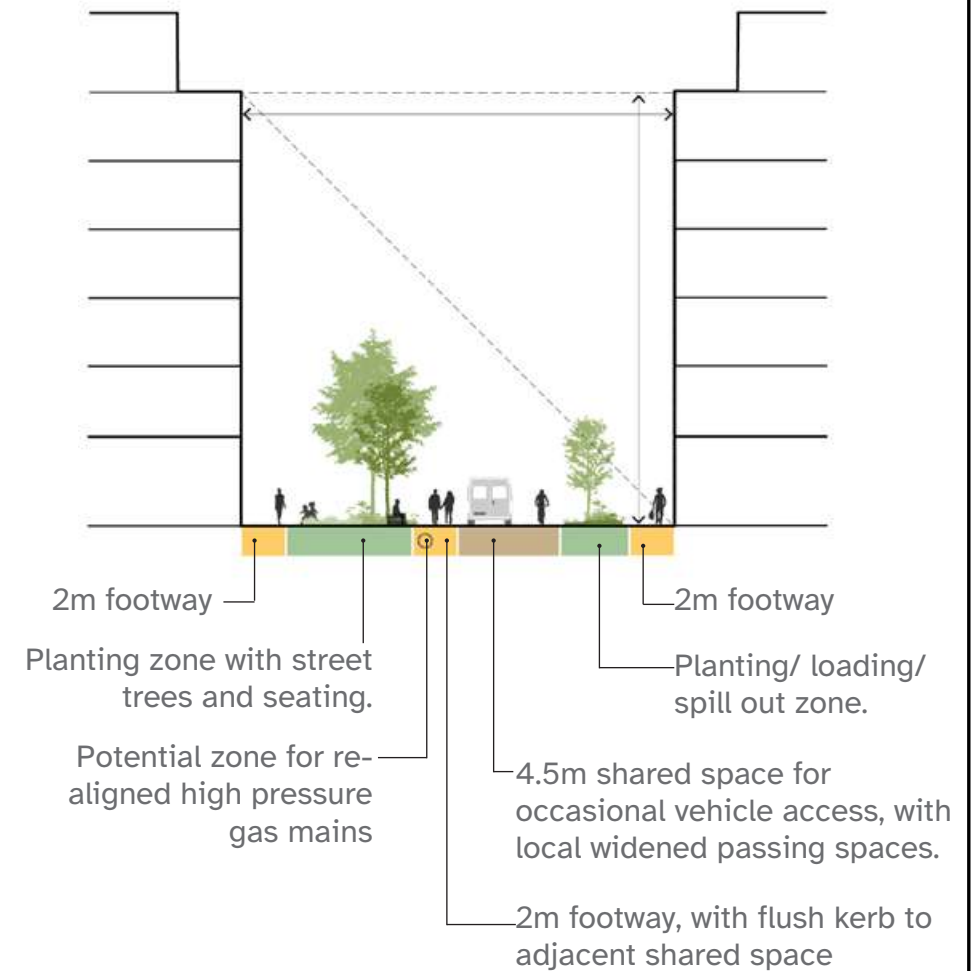 2m footway
Planting zone with street
trees and seating.
Potential zone for re-
aligned high pressure
gas mains
2m footway
Planting/ loading/
spill out zone.
4.5m shared space for
occasional vehicle access, with
local widened passing spaces.
2m footway, with flush kerb to
adjacent shared space